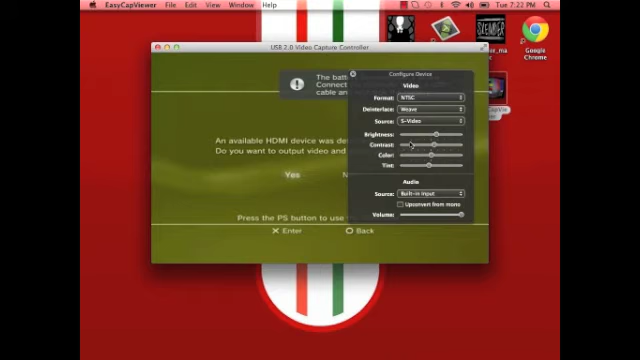 EasyCapViewer File Edit View Window Help
Tue 7:22 PM
Google
Chrome
USB 2.0 Video Capture Controller
Configure Device
The
Connec
cable an
Video
Format: NTSC
Deinterlace: Weave
Source: S-Video
Brightness:
Contrast:
Color:
Tint:
An available HDMI device was de
Do you want to output video and
Yes
N
Audio
Source: Built-in Input
Upconvert from mono
Volume:
Press the PS button to use
Enter
Back